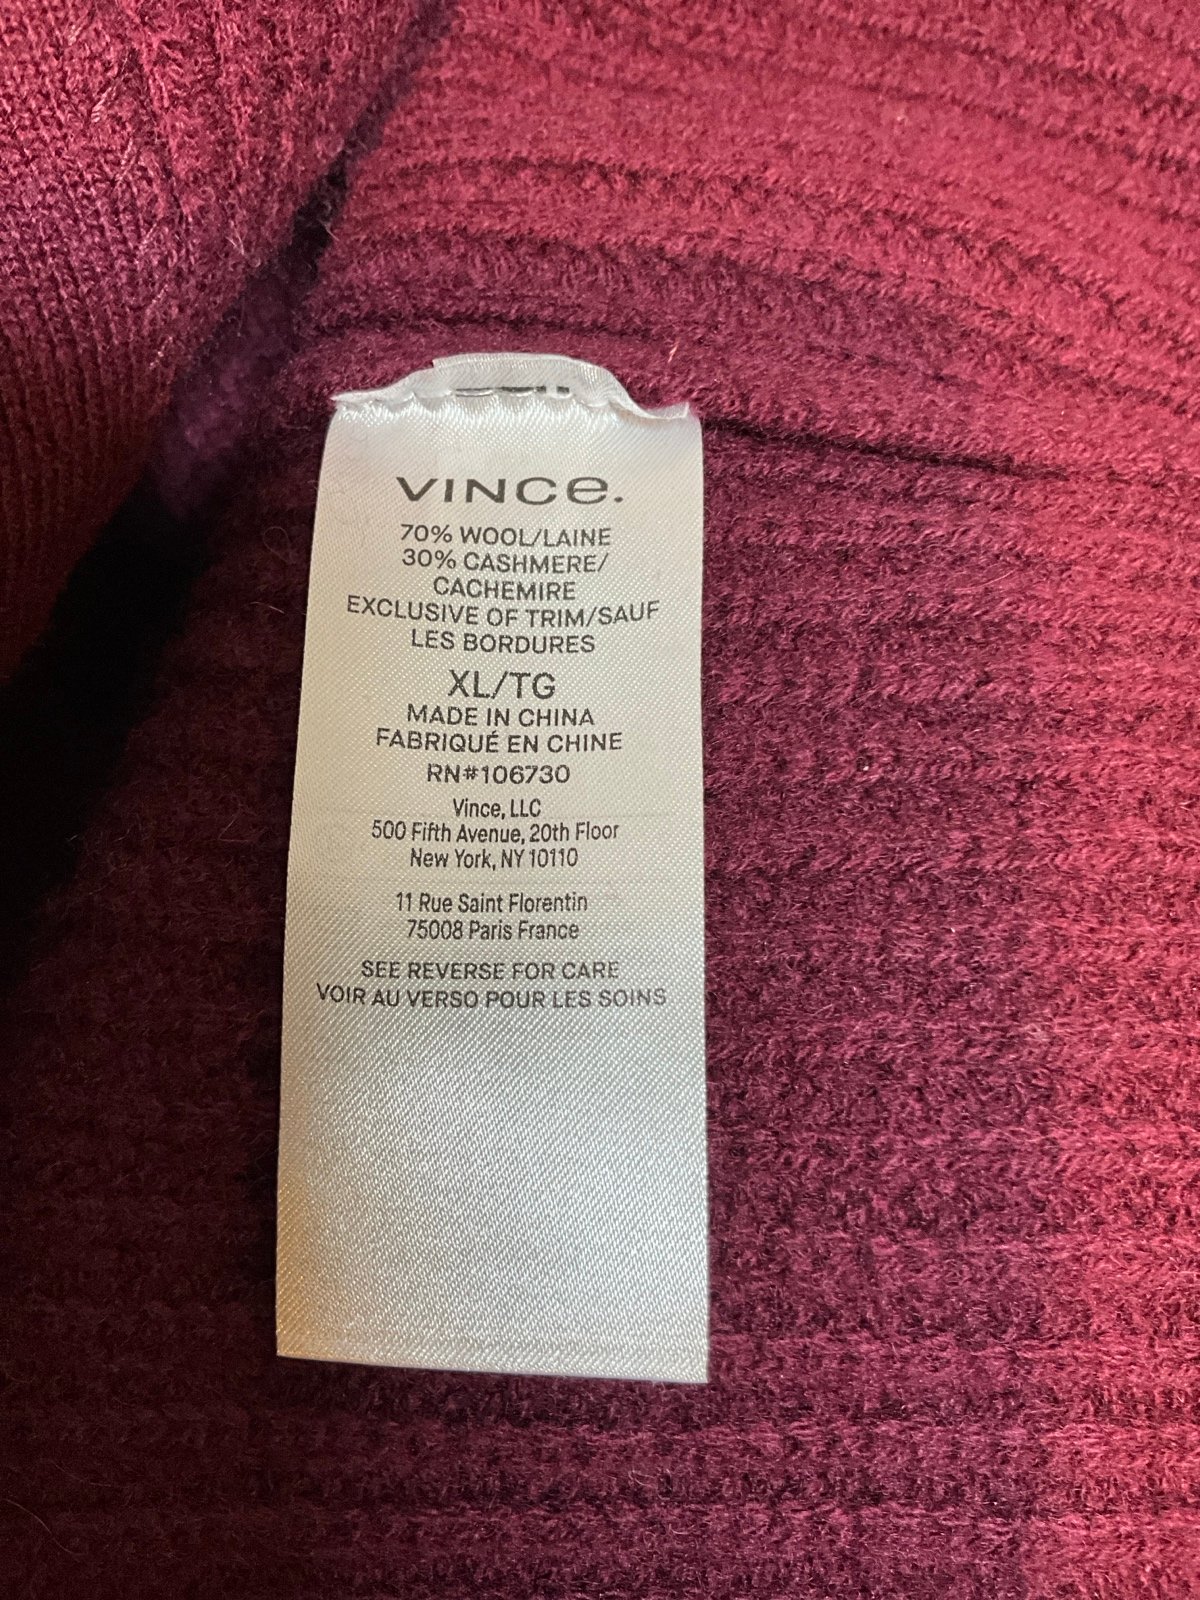 VINCe.
70% WOOL/LAINE
30% CASHMERE/
CACHEMIRE
EXCLUSIVE OF TRIM/SAUF
LES BORDURES
XL/TG
MADE IN CHINA
FABRIQUÉ EN CHINE
RN#106730
Vince, LLC
500 Fifth Avenue, 20th Floor
New York, NY 10110
11 Rue Saint Florentin
75008 Paris France
SEE REVERSE FOR CARE
VOIR AU VERSO POUR LES SOINS